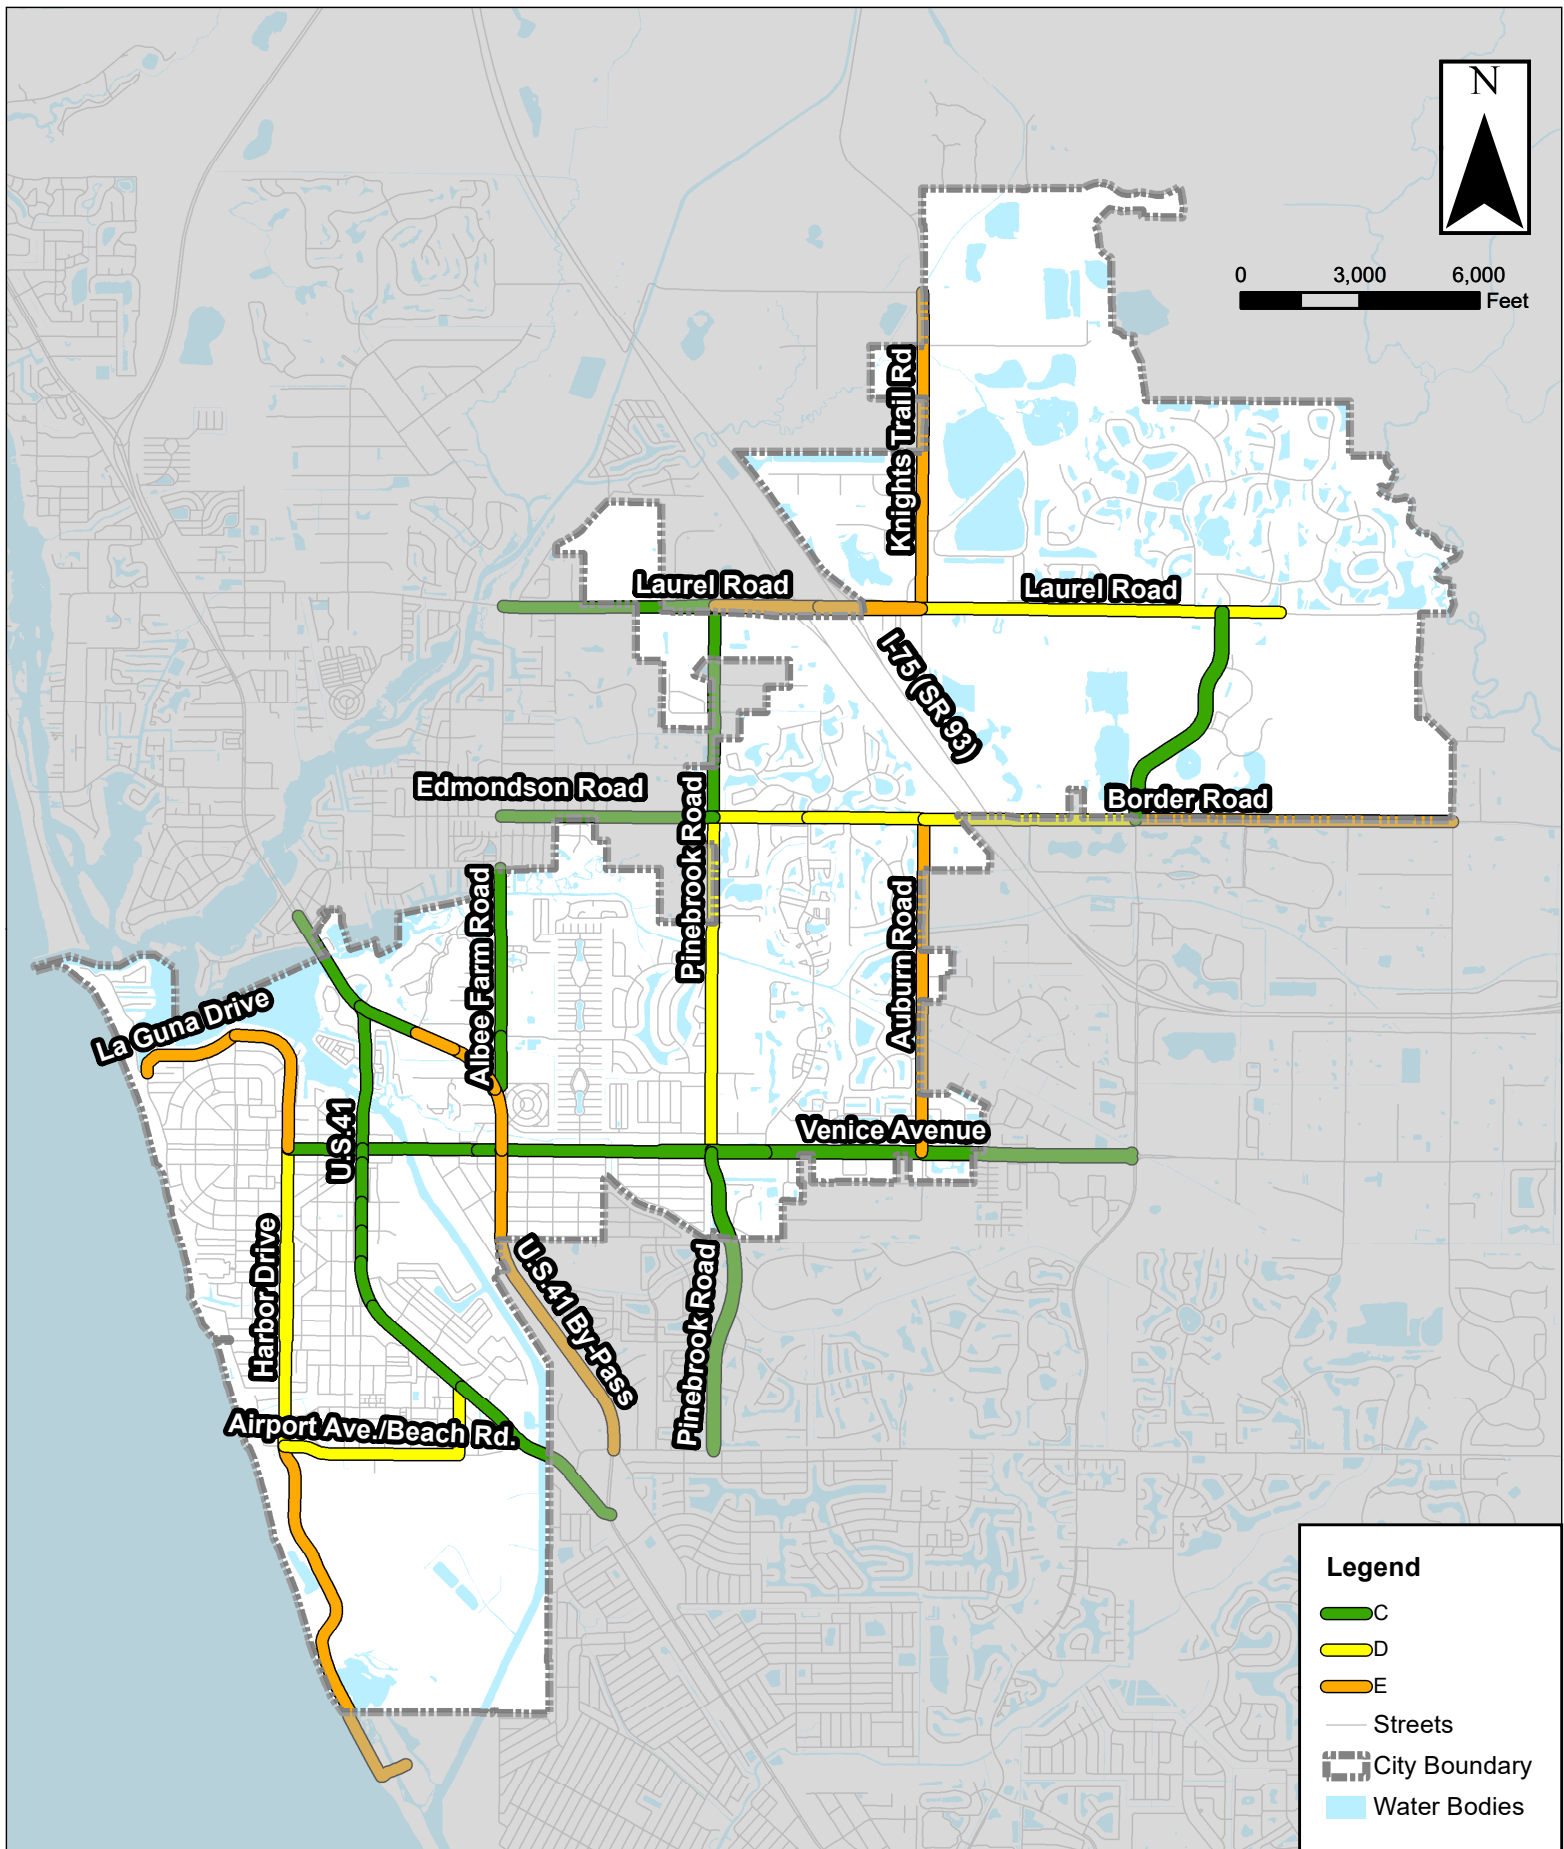 N
0 3,000 6,000
Feet
Knights Trail Rd
Laurel Road
Laurel Road
I-75 (SR 93)
Edmondson Road
Pinebrook Road
Border Road
Albee Farm Road
Auburn Road
La Guna Drive
U.S.41
Venice Avenue
Harbor Drive
U.S.41 By-Pass
Pinebrook Road
Airport Ave./Beach Rd.
Legend
C
D
E
Streets
City Boundary
Water Bodies